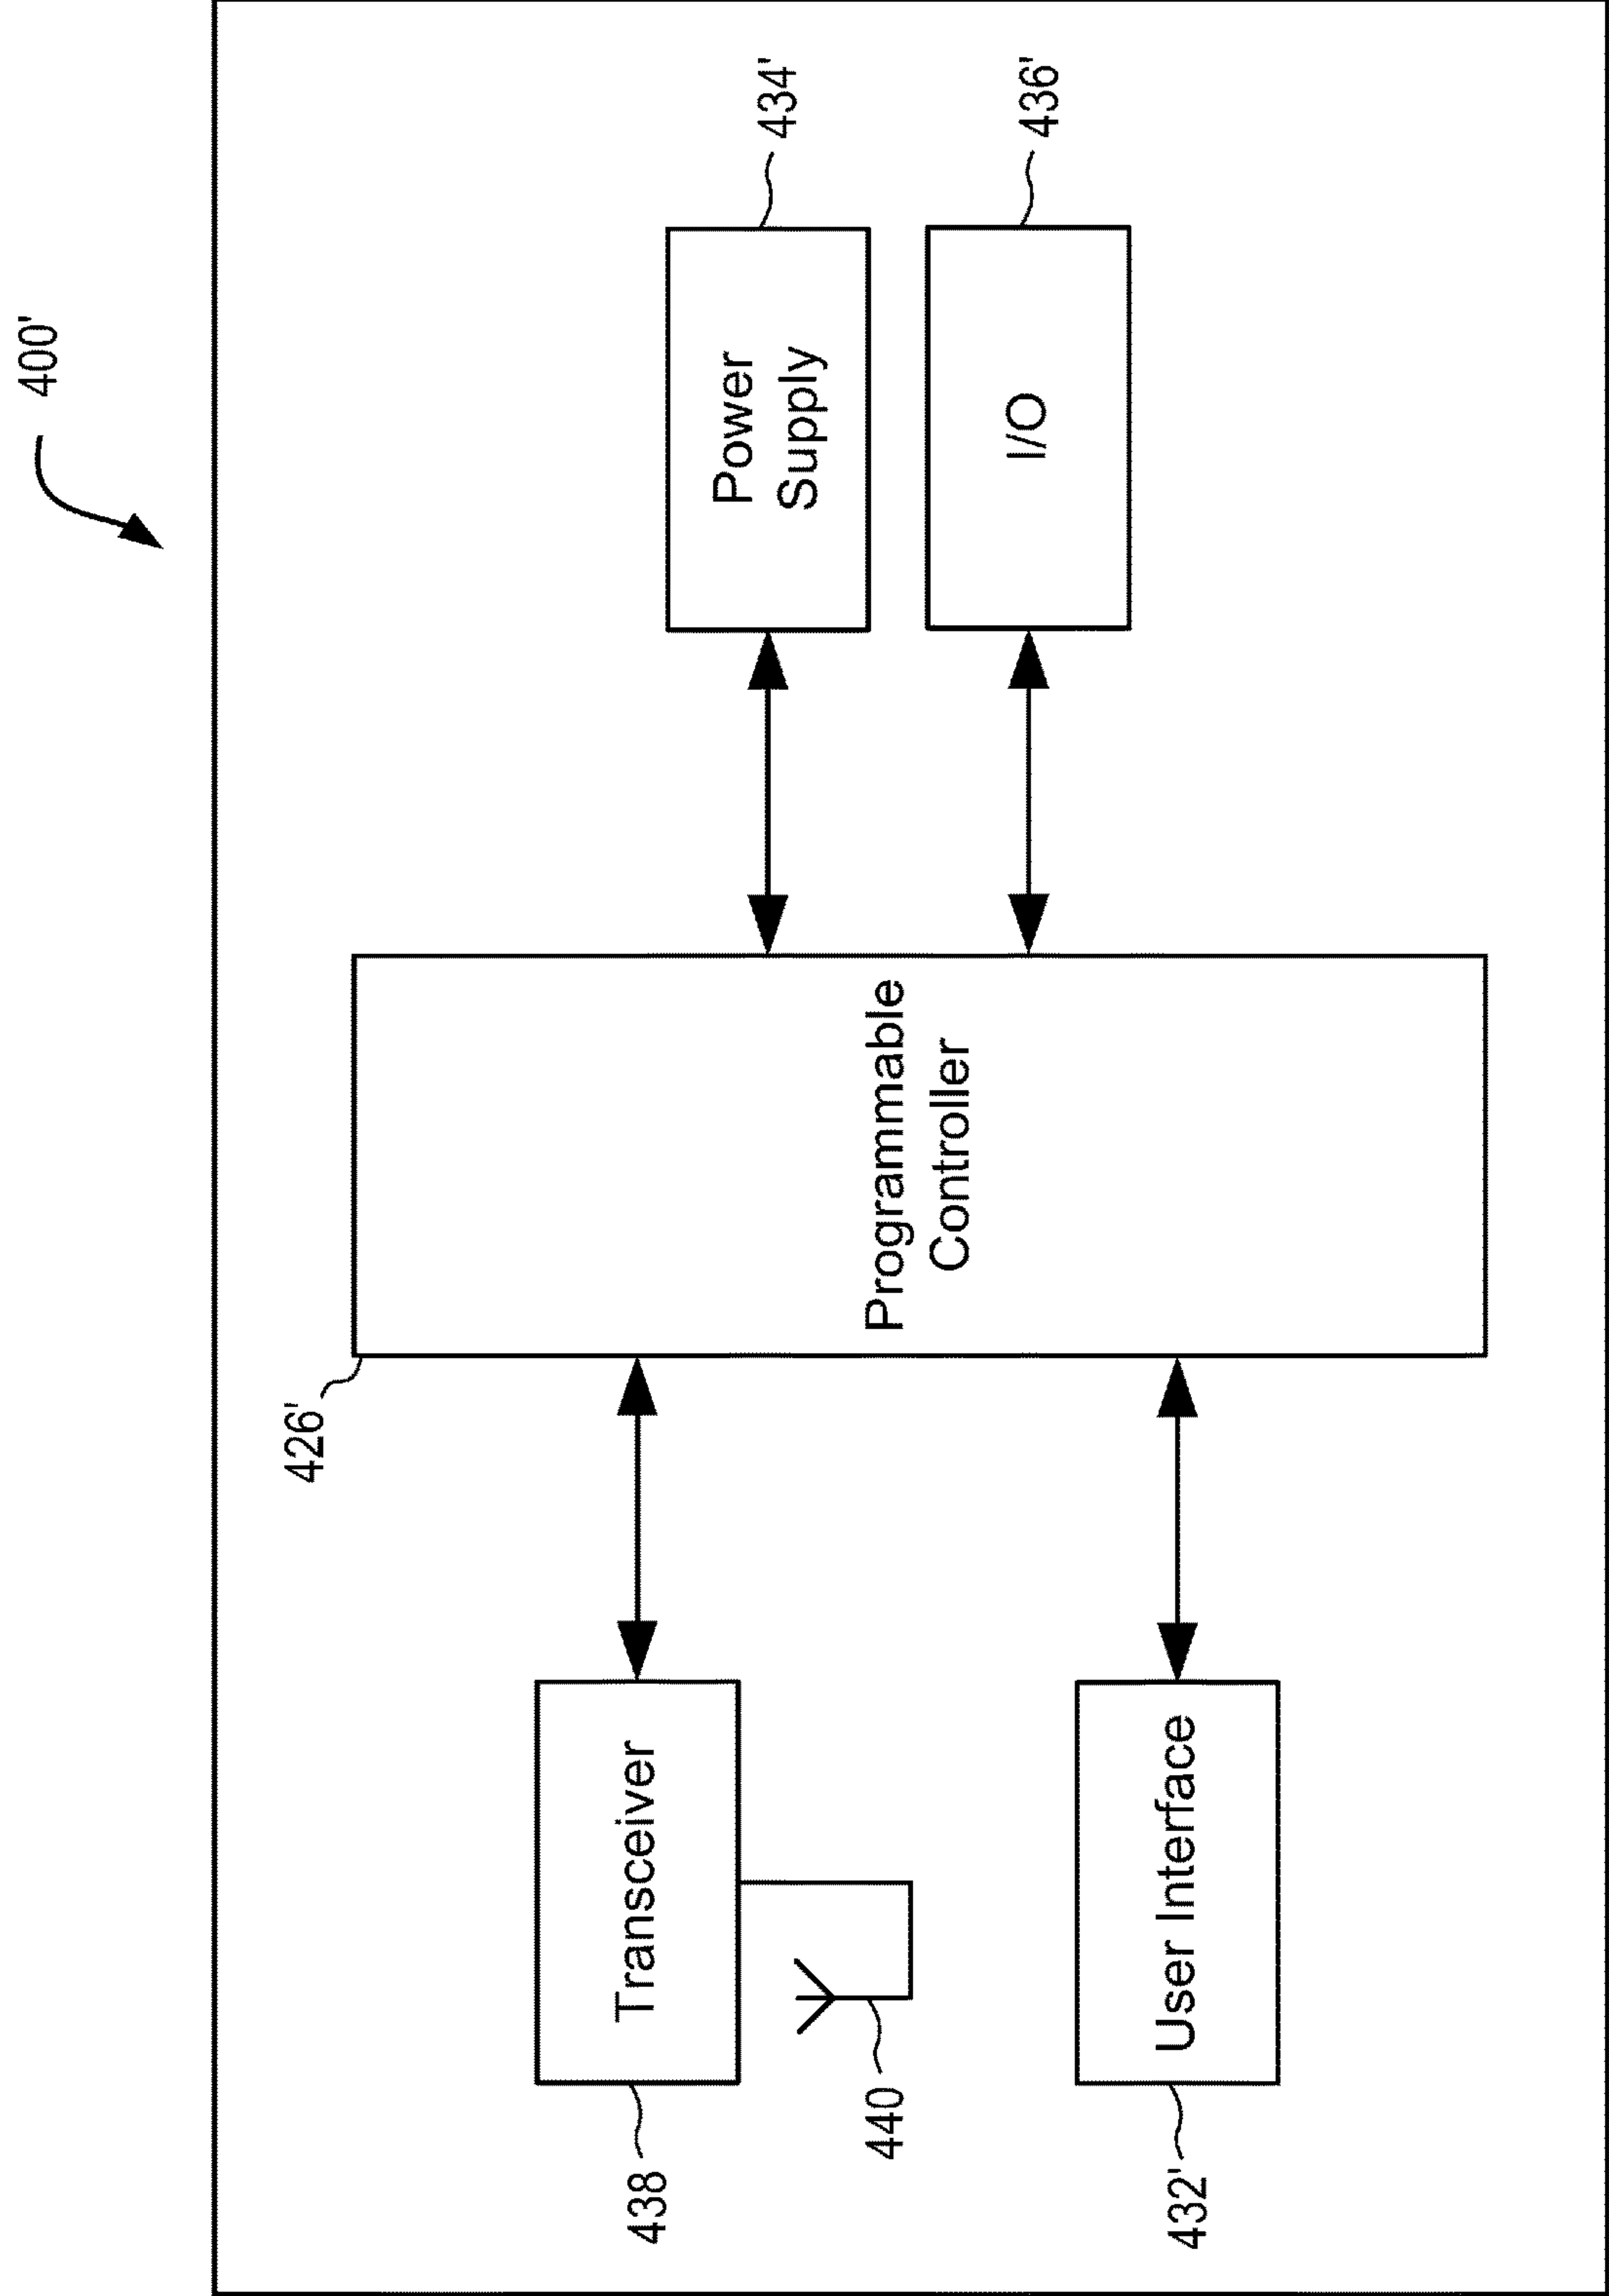 400'
426'
438
Transceiver
440
432'
User Interface
Programmable
Controller
Power
Supply
434'
I/O
436'